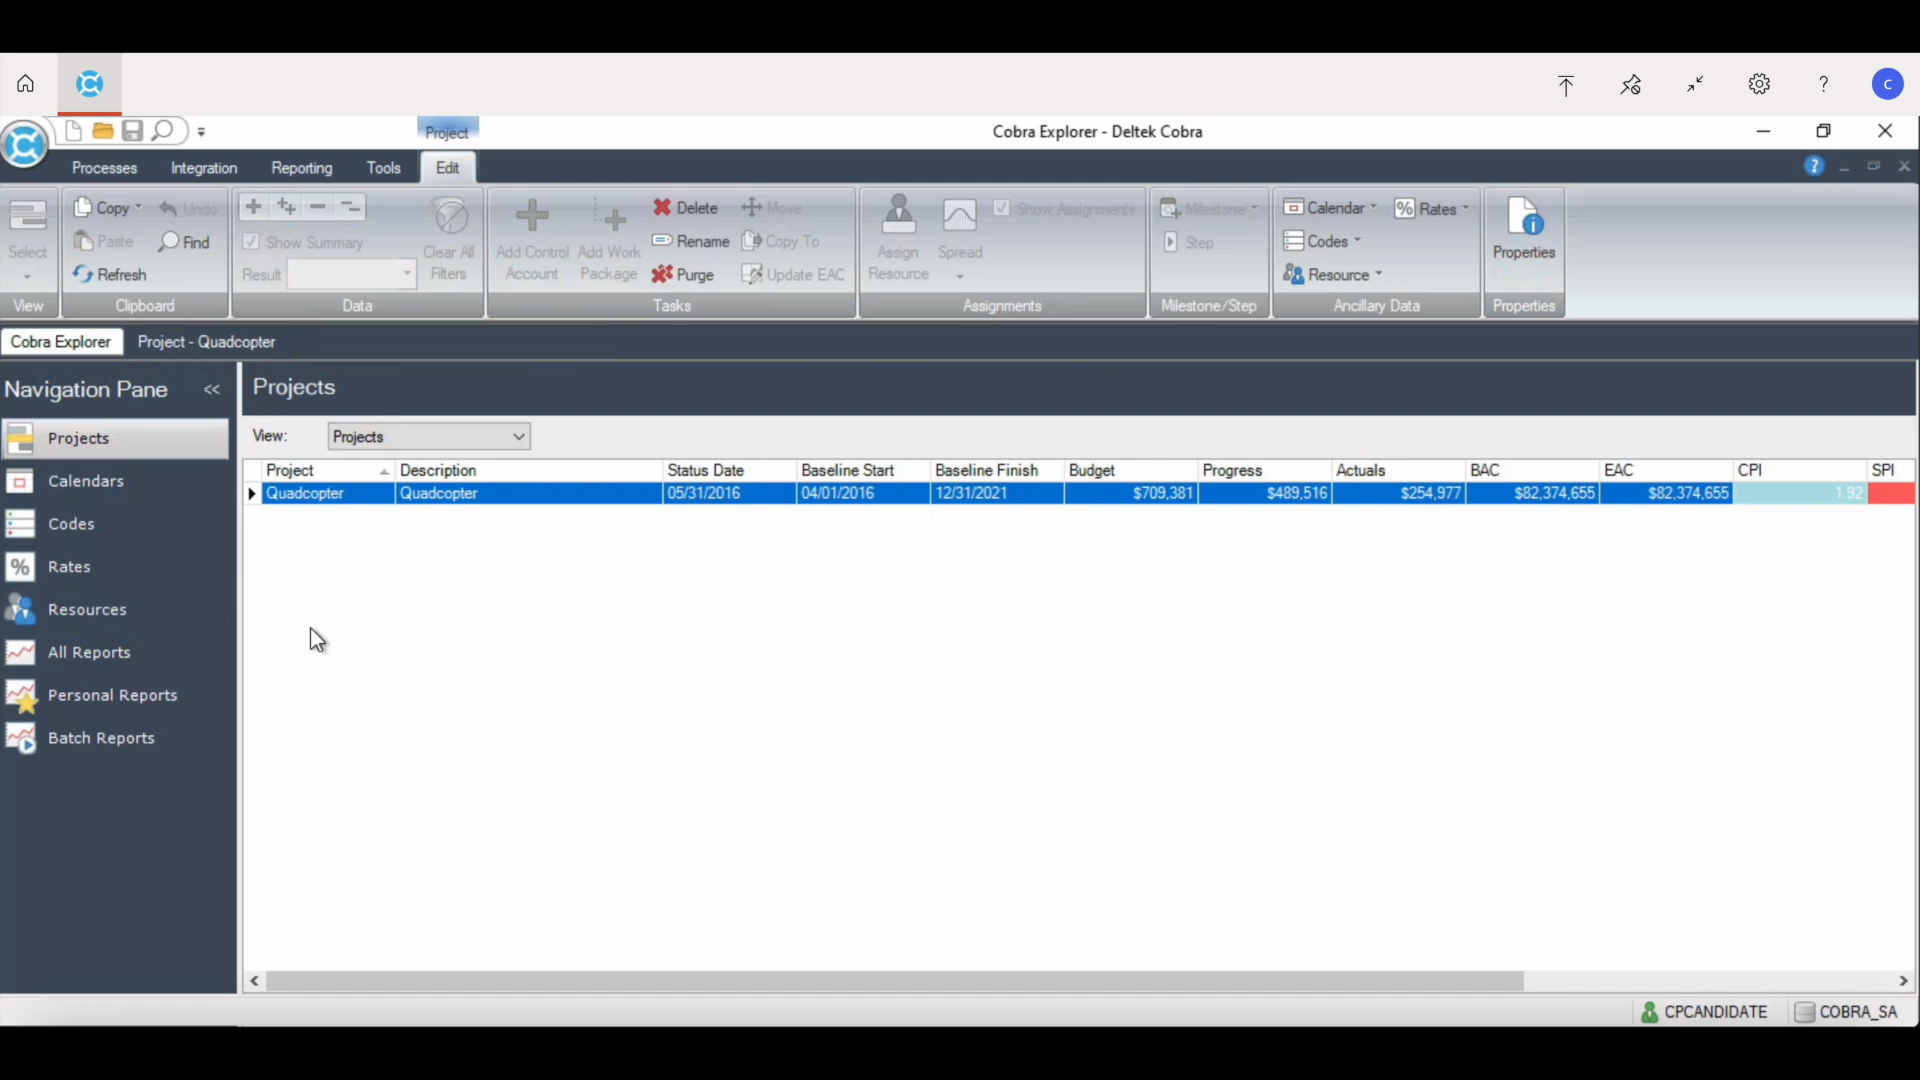 C
Project
Cobra Explorer - Deltek Cobra
Processes Integration Reporting Tools Edit
Copy Undo Delete Move Show Assignments Milestone Calendar Rates
Select Paste Find Show Summary Clear All Filters Add Control Account Add Work Package Rename Copy To Assign Resource Spread Step Codes Properties
Refresh Result Purge Update EAC Resource
View Clipboard Data Tasks Assignments Milestone/Step Ancillary Data Properties
Cobra Explorer Project - Quadcopter
Navigation Pane << Projects
Projects View: Projects
Project Description Status Date Baseline Start Baseline Finish Budget Progress Actuals BAC EAC CPI SPI
Quadcopter Quadcopter 05/31/2016 04/01/2016 12/31/2021 $709,381 $489,516 $254,977 $82,374,655 $82,374,655 1.92
Calendars
Codes
Rates
Resources
All Reports
Personal Reports
Batch Reports
CPCANDIDATE COBRA_SA